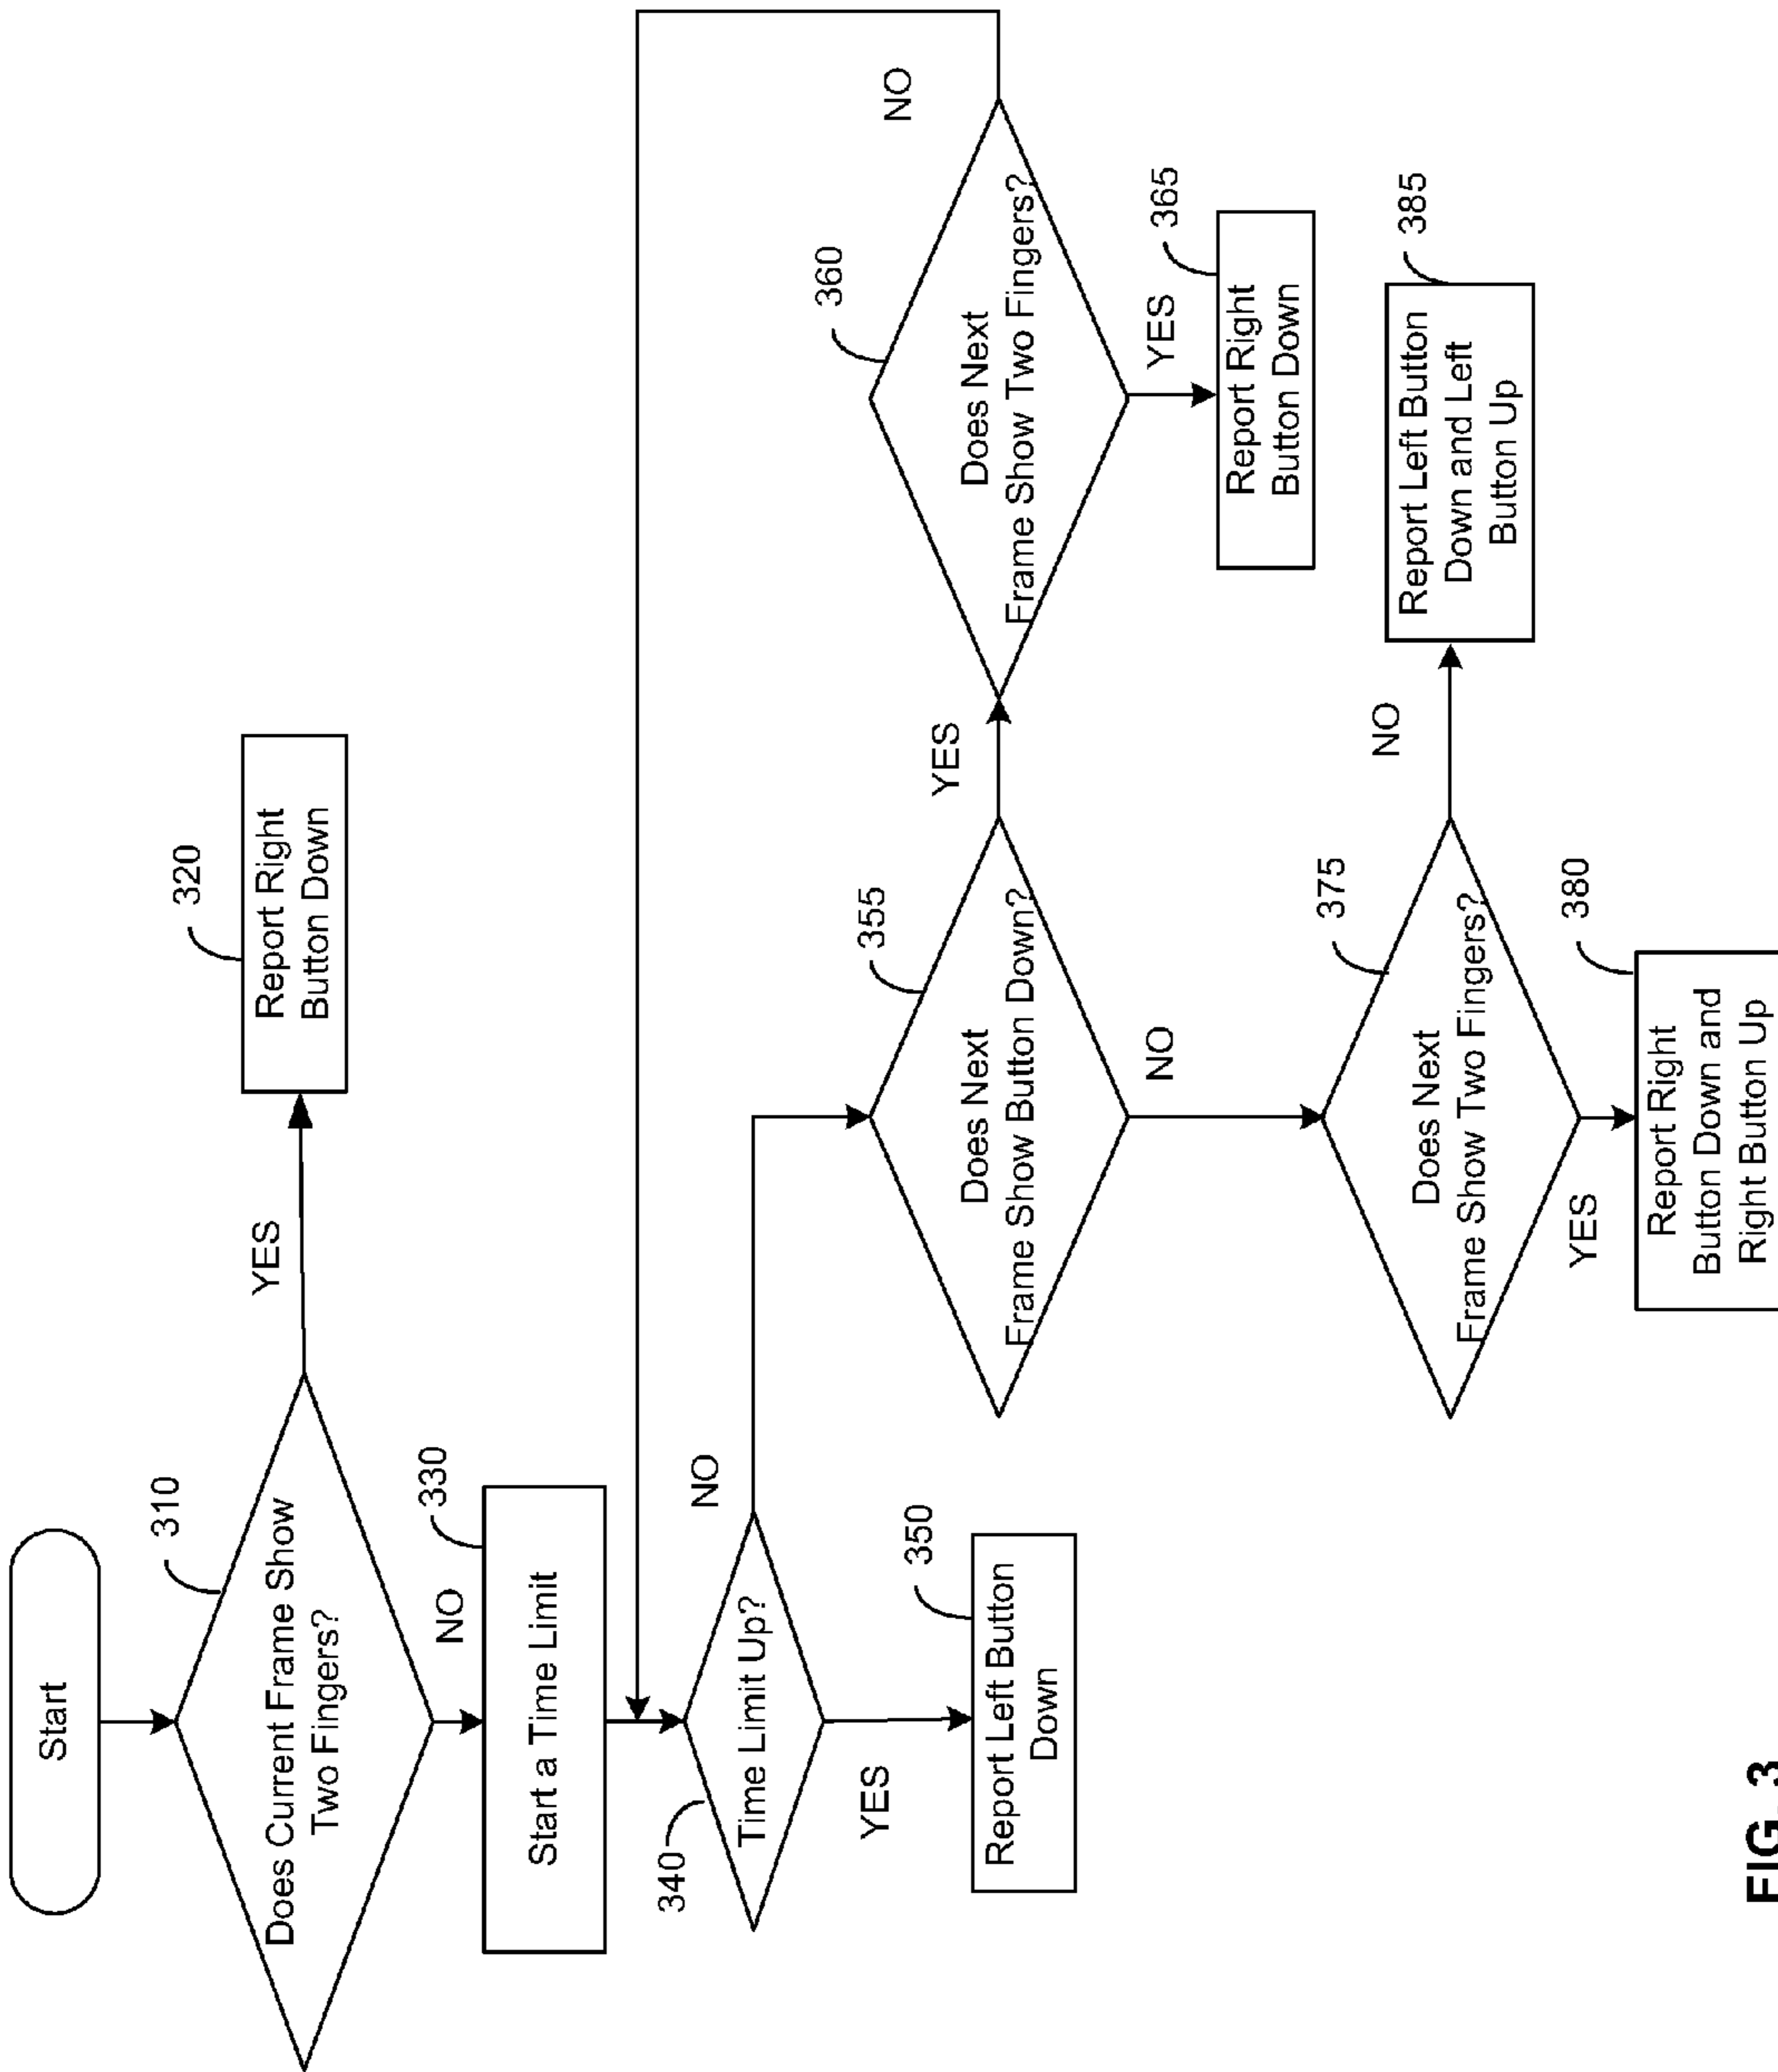 Start
310
Does Current Frame Show
Two Fingers?
YES
320
Report Right
Button Down
NO
330
Start a Time Limit
340
Time Limit Up?
NO
YES
350
Report Left Button
Down
355
Does Next
Frame Show Button Down?
YES
360
Does Next
Frame Show Two Fingers?
NO
YES
365
Report Right
Button Down
NO
375
Does Next
Frame Show Two Fingers?
NO
385
Report Left Button
Down and Left
Button Up
YES
380
Report Right
Button Down and
Right Button Up
FIG. 3